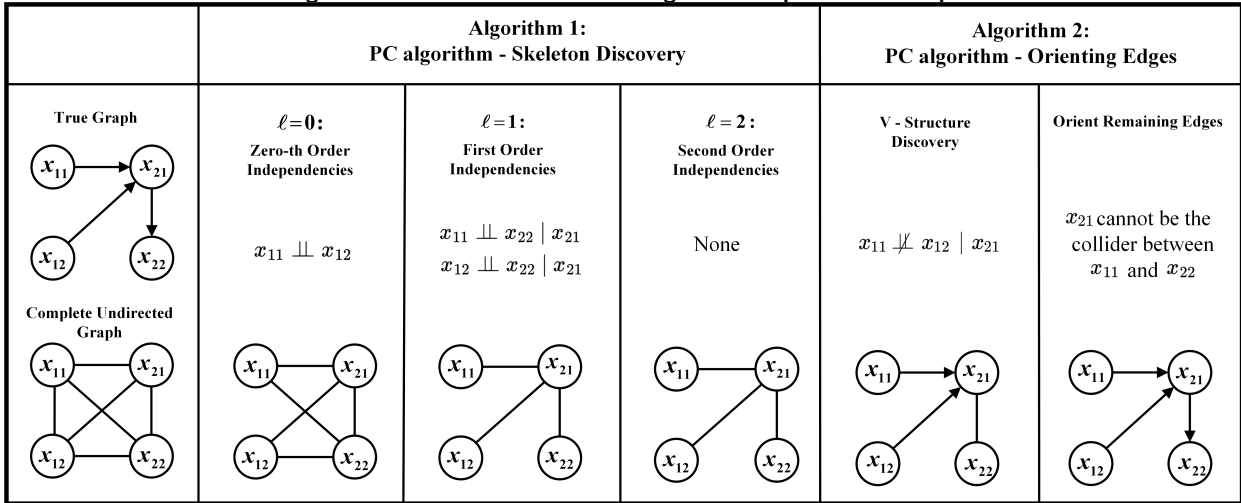 Algorithm 1:
PC algorithm - Skeleton Discovery
Algorithm 2:
PC algorithm - Orienting Edges
True Graph
x₁₁ x₂₁
x₁₂ x₂₂
Complete Undirected
Graph
x₁₁ x₂₁
x₁₂ x₂₂
ℓ=0:
Zero-th Order
Independencies
x₁₁ ⫫ x₁₂
x₁₁ x₂₁
x₁₂ x₂₂
ℓ=1:
First Order
Independencies
x₁₁ ⫫ x₂₂ | x₂₁
x₁₂ ⫫ x₂₂ | x₂₁
x₁₁ x₂₁
x₁₂ x₂₂
ℓ = 2:
Second Order
Independencies
None
x₁₁ x₂₁
x₁₂ x₂₂
V - Structure
Discovery
x₁₁ ⫫̸ x₁₂ | x₂₁
x₁₁ x₂₁
x₁₂ x₂₂
Orient Remaining Edges
x₂₁ cannot be the
collider between
x₁₁ and x₂₂
x₁₁ x₂₁
x₁₂ x₂₂